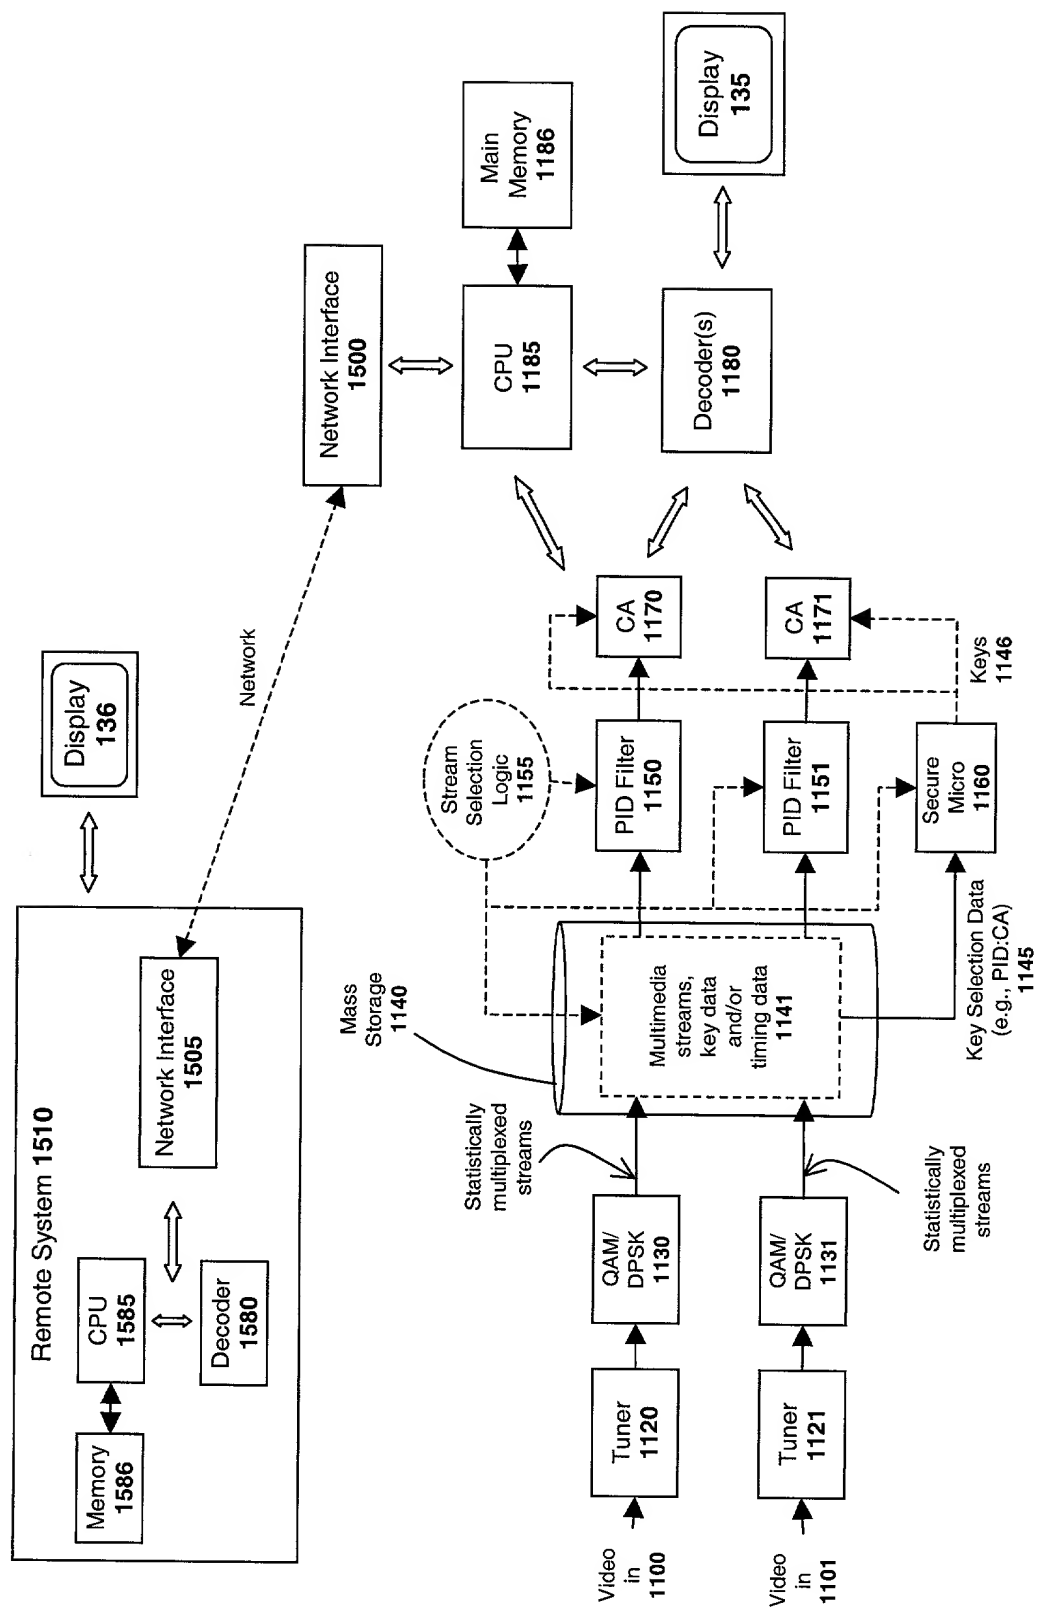 Remote System 1510
Memory
1586
CPU
1585
Decoder
1580
Network Interface
1505
Display
136
Network
Network Interface
1500
CPU
1185
Main
Memory
1186
Decoder(s)
1180
Display
135
Video
in
1100
Tuner
1120
QAM/
DPSK
1130
Statistically
multiplexed
streams
Mass
Storage
1140
Multimedia
streams,
key data
and/or
timing data
1141
Stream
Selection
Logic
1155
PID Filter
1150
CA
1170
Video
in
1101
Tuner
1121
QAM/
DPSK
1131
Statistically
multiplexed
streams
PID Filter
1151
CA
1171
Key Selection Data
(e.g., PID:CA)
1145
Secure
Micro
1160
Keys
1146